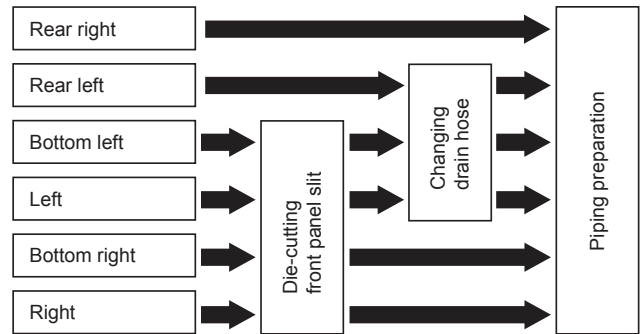 Rear right
Rear left
Bottom left
Left
Bottom right
Right
Die-cutting
front panel slit
Changing
drain hose
Piping preparation